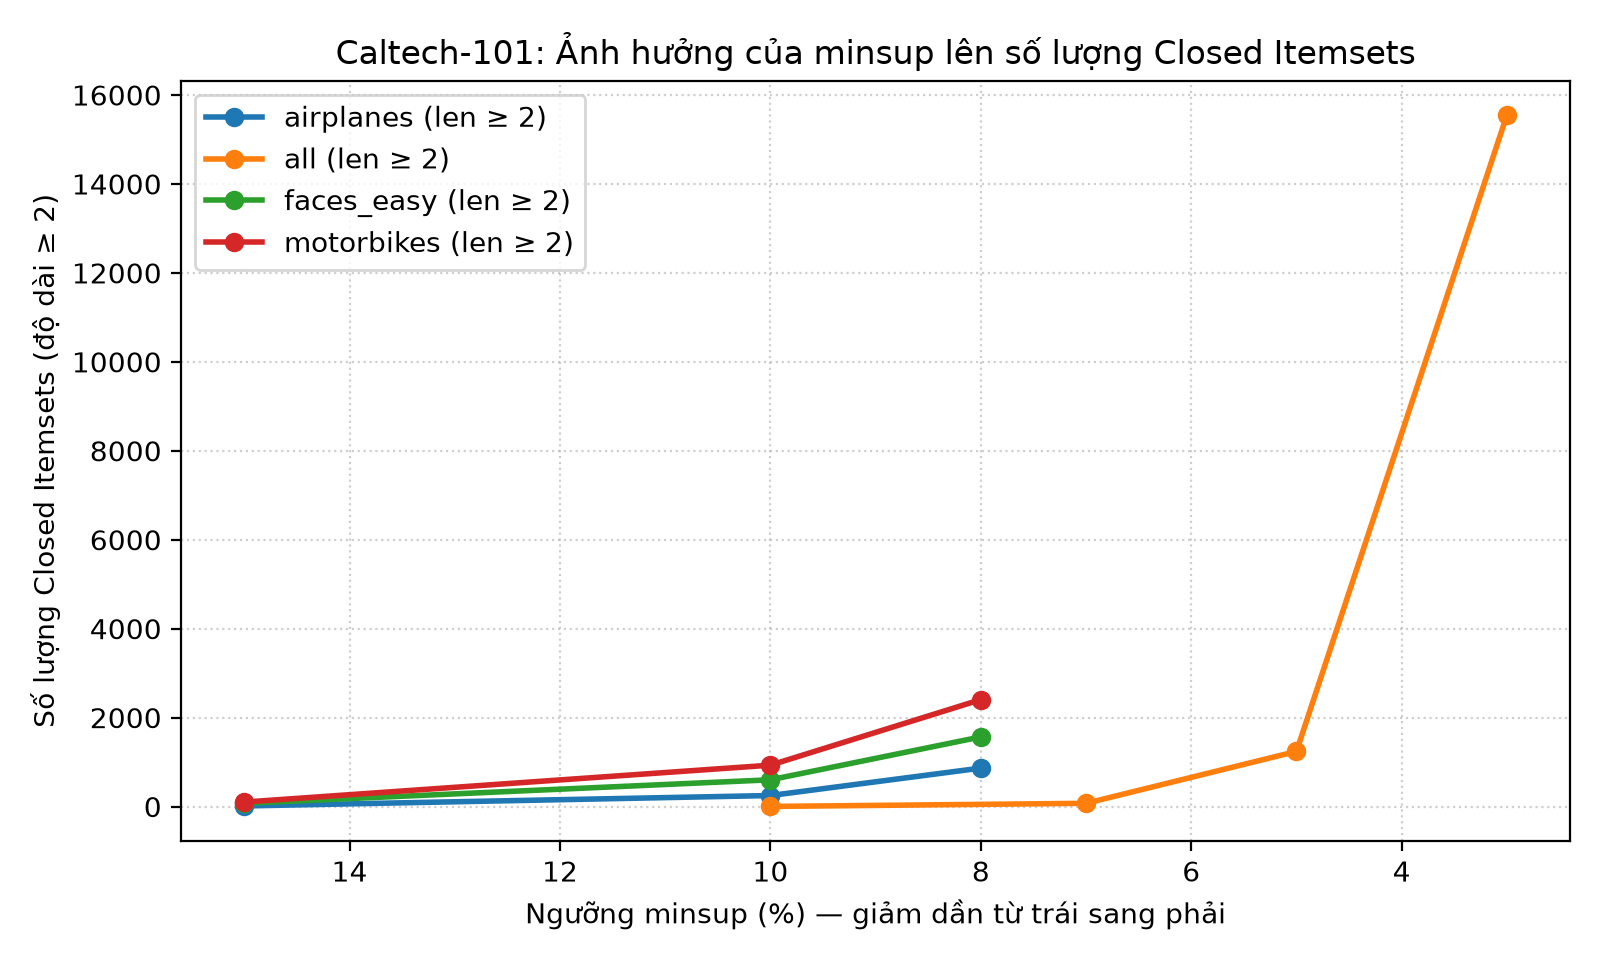 Caltech-101: Ảnh hưởng của minsup lên số lượng Closed Itemsets
airplanes (len ≥ 2)
all (len ≥ 2)
faces_easy (len ≥ 2)
motorbikes (len ≥ 2)
Số lượng Closed Itemsets (độ dài ≥ 2)
16000
14000
12000
10000
8000
6000
4000
2000
0
14 12 10 8 6 4
Ngưỡng minsup (%) — giảm dần từ trái sang phải